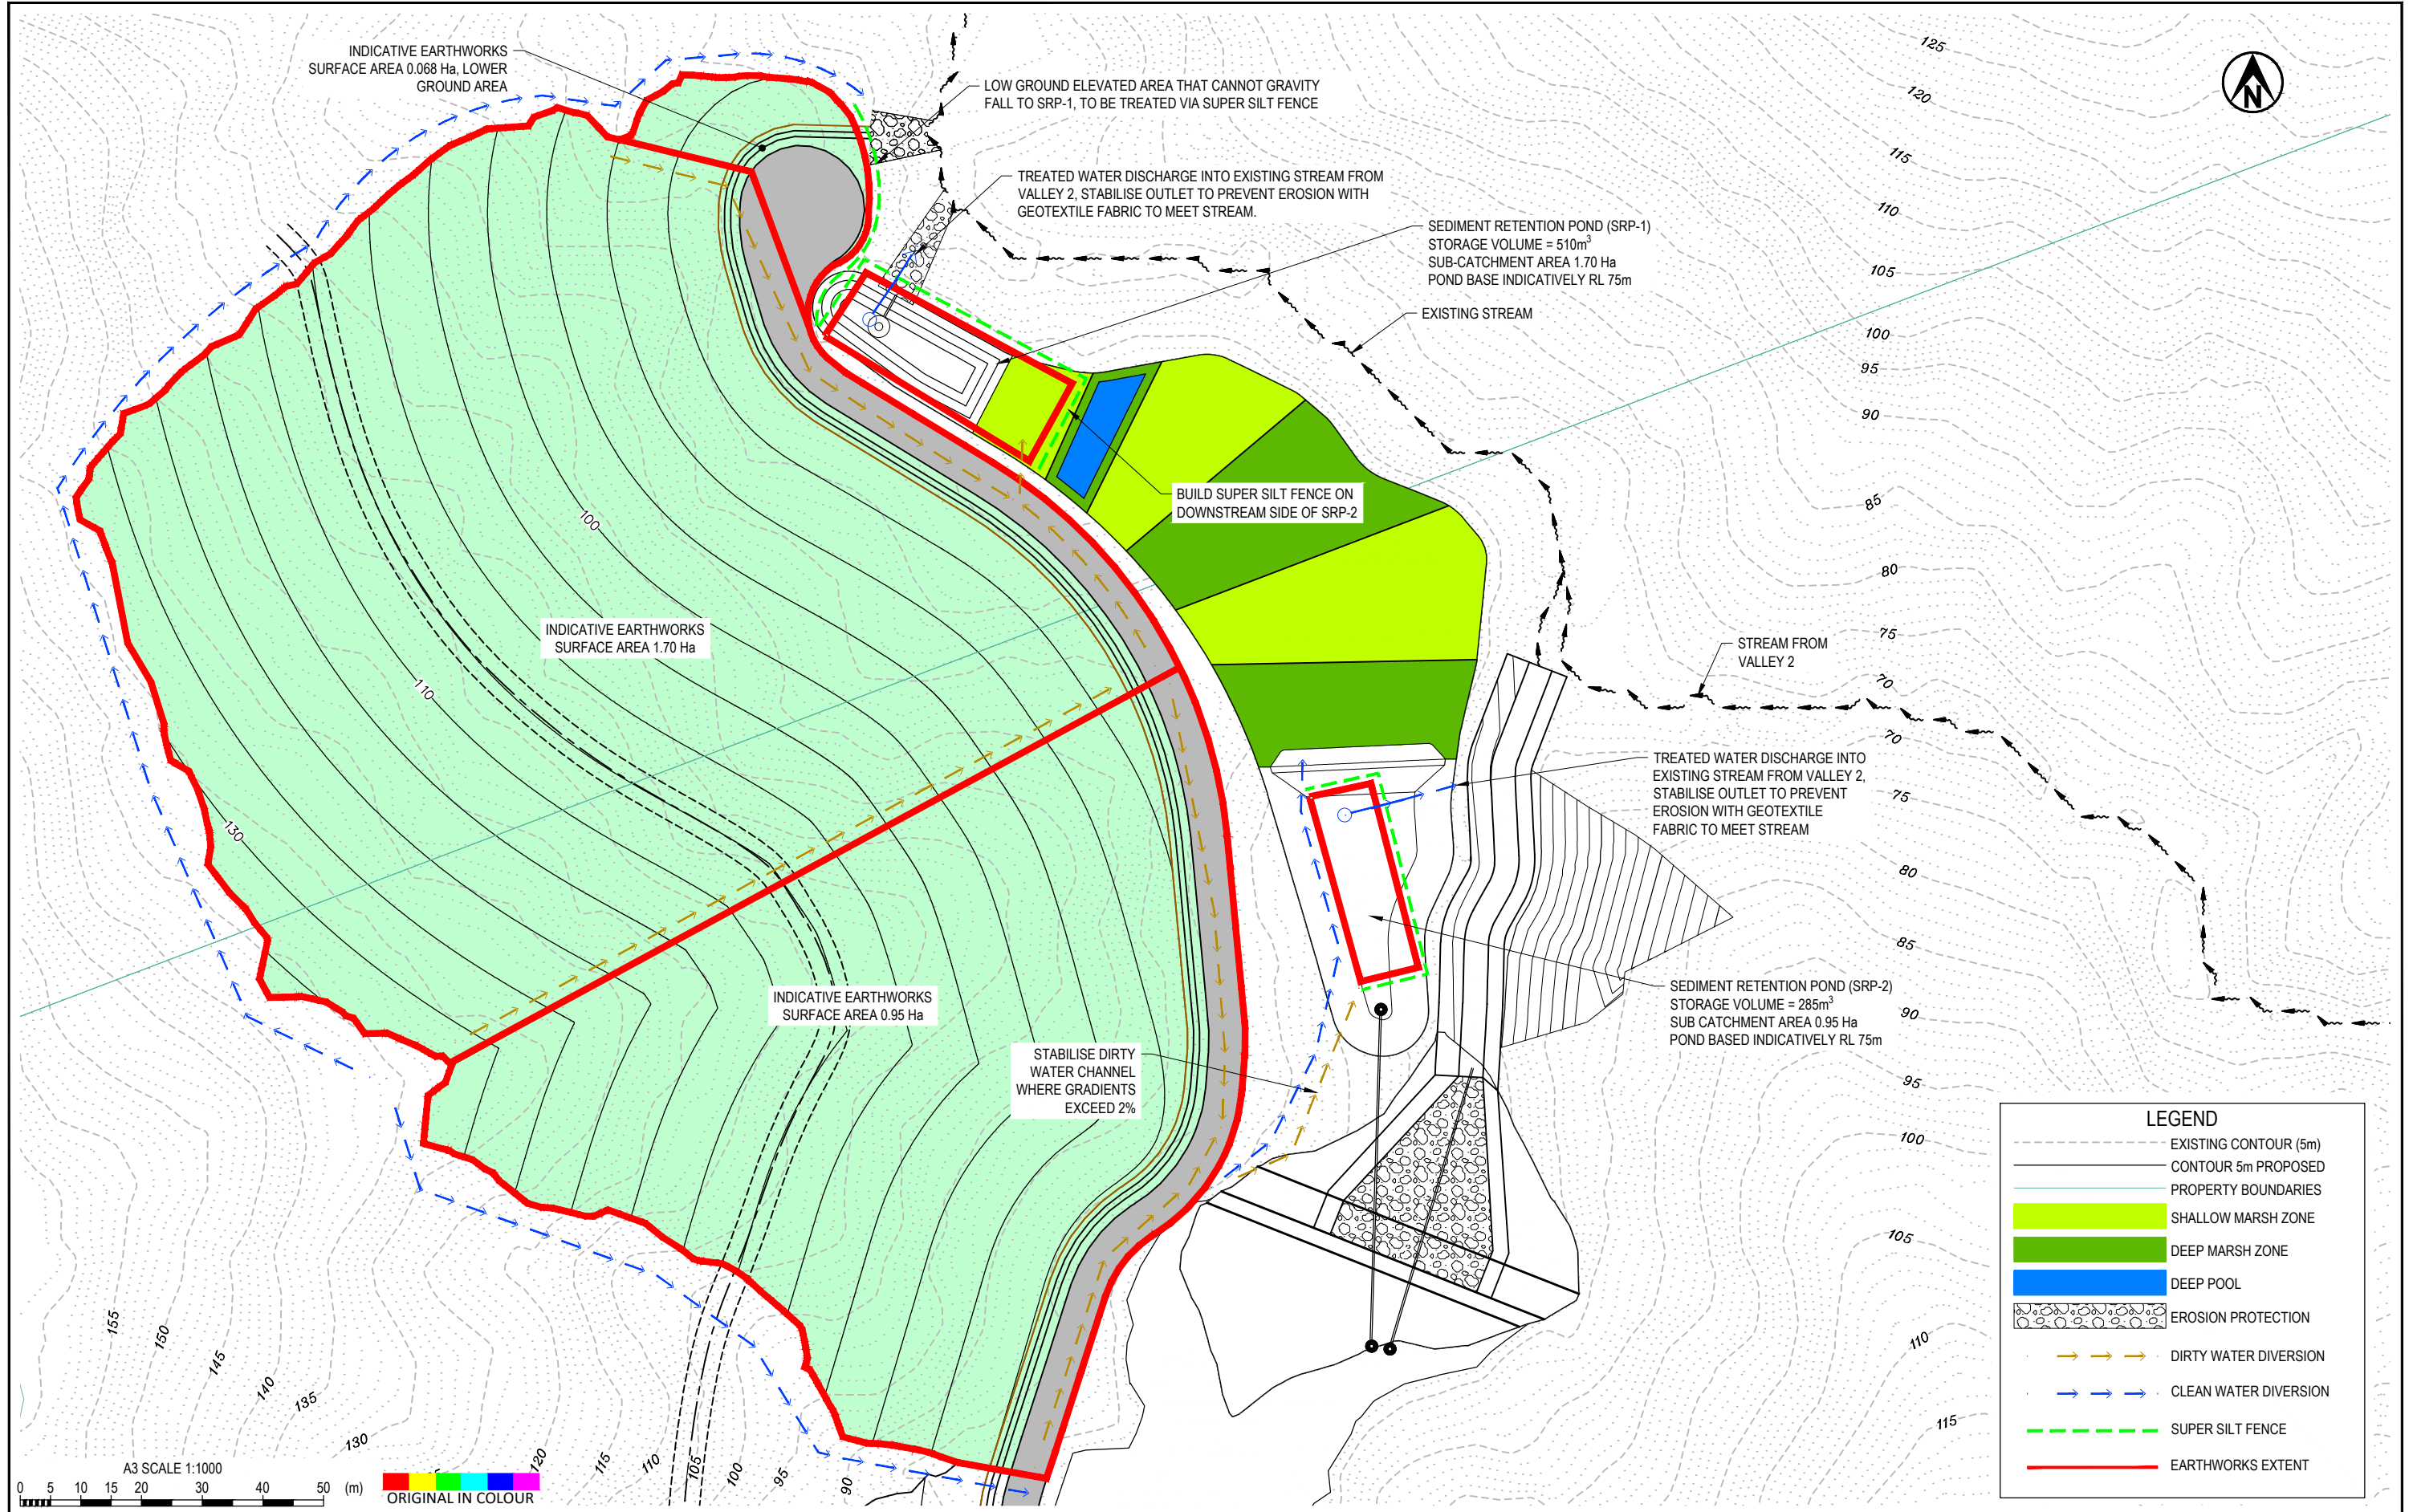 INDICATIVE EARTHWORKS
SURFACE AREA 0.068 Ha, LOWER
GROUND AREA
LOW GROUND ELEVATED AREA THAT CANNOT GRAVITY
FALL TO SRP-1, TO BE TREATED VIA SUPER SILT FENCE
TREATED WATER DISCHARGE INTO EXISTING STREAM FROM
VALLEY 2, STABILISE OUTLET TO PREVENT EROSION WITH
GEOTEXTILE FABRIC TO MEET STREAM.
SEDIMENT RETENTION POND (SRP-1)
STORAGE VOLUME = 510m³
SUB-CATCHMENT AREA 1.70 Ha
POND BASE INDICATIVELY RL 75m
EXISTING STREAM
N
125
120
115
110
105
100
95
90
85
80
75
70
BUILD SUPER SILT FENCE ON
DOWNSTREAM SIDE OF SRP-2
100
110
130
INDICATIVE EARTHWORKS
SURFACE AREA 1.70 Ha
STREAM FROM
VALLEY 2
TREATED WATER DISCHARGE INTO
EXISTING STREAM FROM VALLEY 2,
STABILISE OUTLET TO PREVENT
EROSION WITH GEOTEXTILE
FABRIC TO MEET STREAM
70
75
80
85
90
95
100
105
110
115
INDICATIVE EARTHWORKS
SURFACE AREA 0.95 Ha
SEDIMENT RETENTION POND (SRP-2)
STORAGE VOLUME = 285m³
SUB CATCHMENT AREA 0.95 Ha
POND BASED INDICATIVELY RL 75m
STABILISE DIRTY
WATER CHANNEL
WHERE GRADIENTS
EXCEED 2%
155
150
145
140
135
130
120
115
110
105
100
95
90
LEGEND
EXISTING CONTOUR (5m)
CONTOUR 5m PROPOSED
PROPERTY BOUNDARIES
SHALLOW MARSH ZONE
DEEP MARSH ZONE
DEEP POOL
EROSION PROTECTION
DIRTY WATER DIVERSION
CLEAN WATER DIVERSION
SUPER SILT FENCE
EARTHWORKS EXTENT
A3 SCALE 1:1000
0 5 10 15 20 30 40 50 (m)
ORIGINAL IN COLOUR